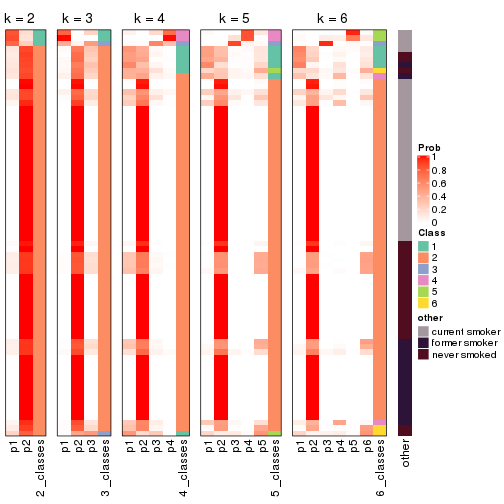 k = 2 k = 3 k = 4 k = 5 k = 6
Prob
1
0.8
0.6
0.4
0.2
0
Class
1
2
3
4
5
6
other
current smoker
former smoker
never smoked
p1 p2 2_classes p1 p2 p3 3_classes p1 p2 p3 p4 4_classes p1 p2 p3 p4 p5 5_classes p1 p2 p3 p4 p5 p6 6_classes other